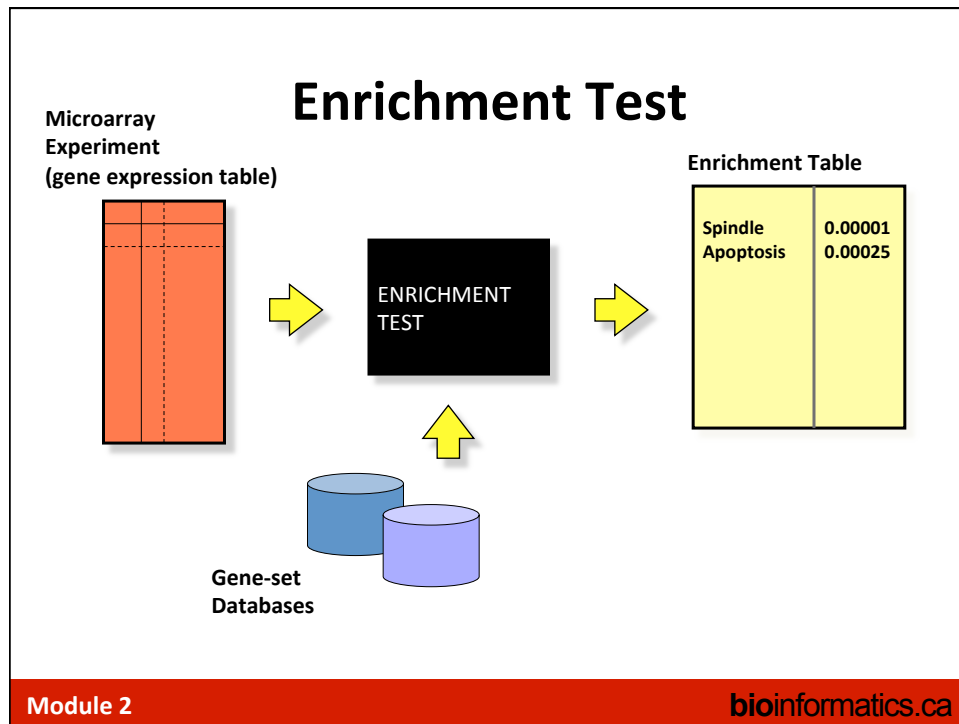 Enrichment Test
Microarray
Experiment
(gene expression table)
Enrichment Table
Spindle 0.00001
Apoptosis 0.00025
ENRICHMENT
TEST
Gene-set
Databases
Module 2
bioinformatics.ca